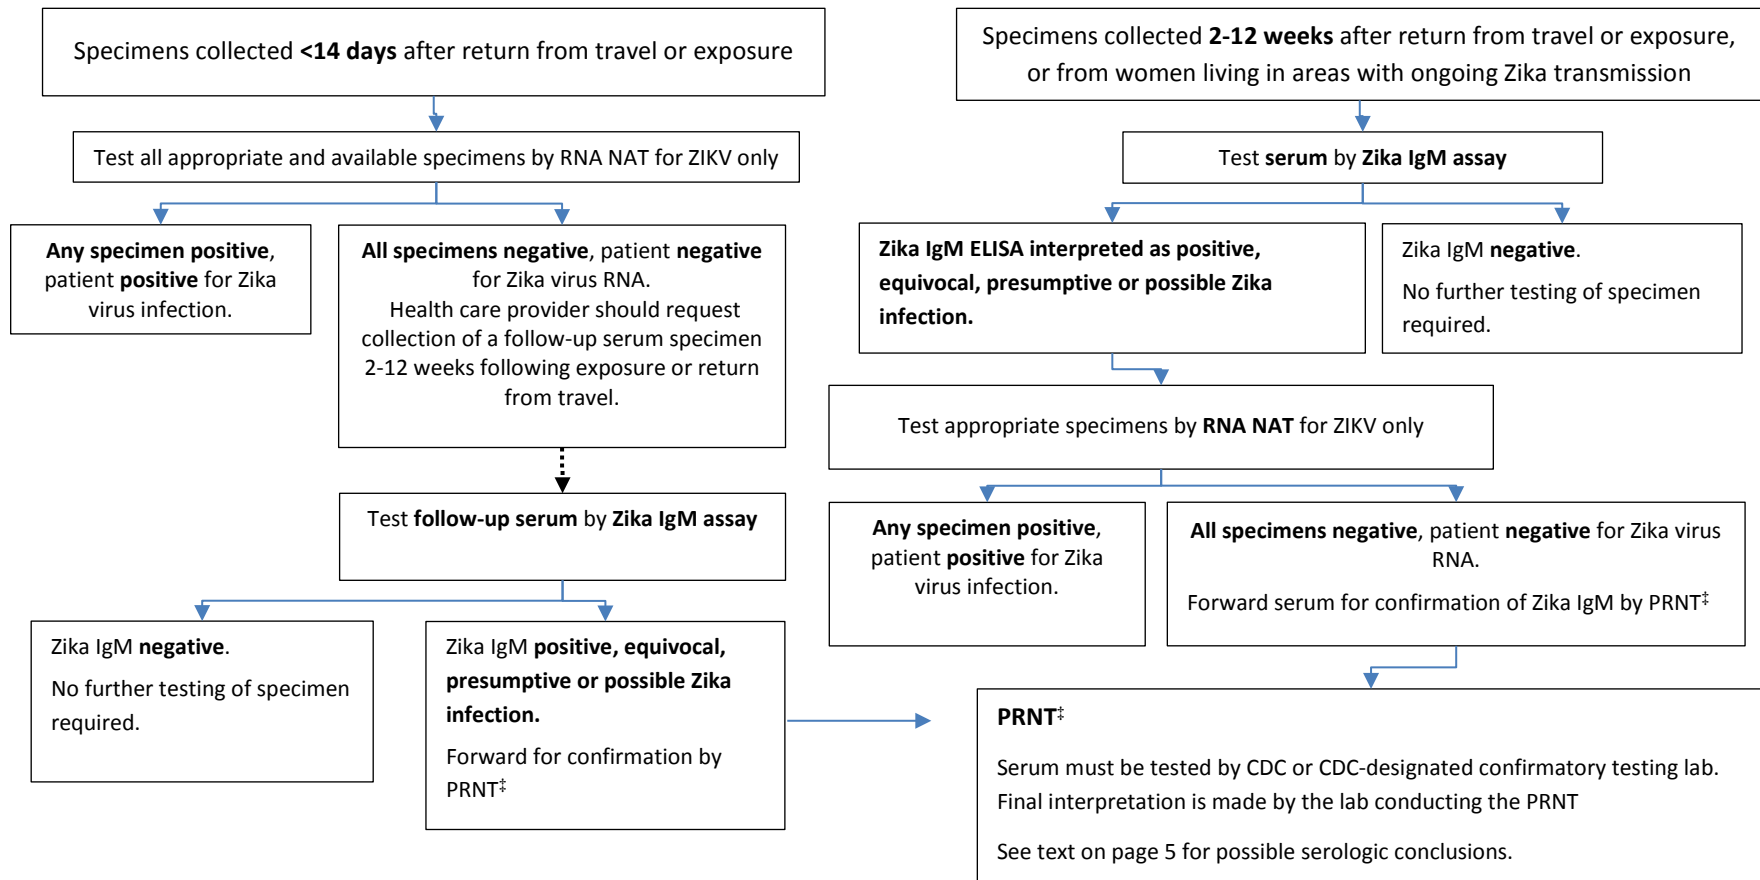 Specimens collected <14 days after return from travel or exposure
Test all appropriate and available specimens by RNA NAT for ZIKV only
Any specimen positive,
patient positive for Zika
virus infection.
All specimens negative, patient negative
for Zika virus RNA.
Health care provider should request
collection of a follow-up serum specimen
2-12 weeks following exposure or return
from travel.
Test follow-up serum by Zika IgM assay
Zika IgM negative.
No further testing of specimen
required.
Zika IgM positive, equivocal,
presumptive or possible Zika
infection.
Forward for confirmation by
PRNT‡
Specimens collected 2-12 weeks after return from travel or exposure,
or from women living in areas with ongoing Zika transmission
Test serum by Zika IgM assay
Zika IgM ELISA interpreted as positive,
equivocal, presumptive or possible Zika
infection.
Zika IgM negative.
No further testing of specimen
required.
Test appropriate specimens by RNA NAT for ZIKV only
Any specimen positive,
patient positive for Zika
virus infection.
All specimens negative, patient negative for Zika virus
RNA.
Forward serum for confirmation of Zika IgM by PRNT‡
PRNT‡
Serum must be tested by CDC or CDC-designated confirmatory testing lab.
Final interpretation is made by the lab conducting the PRNT
See text on page 5 for possible serologic conclusions.